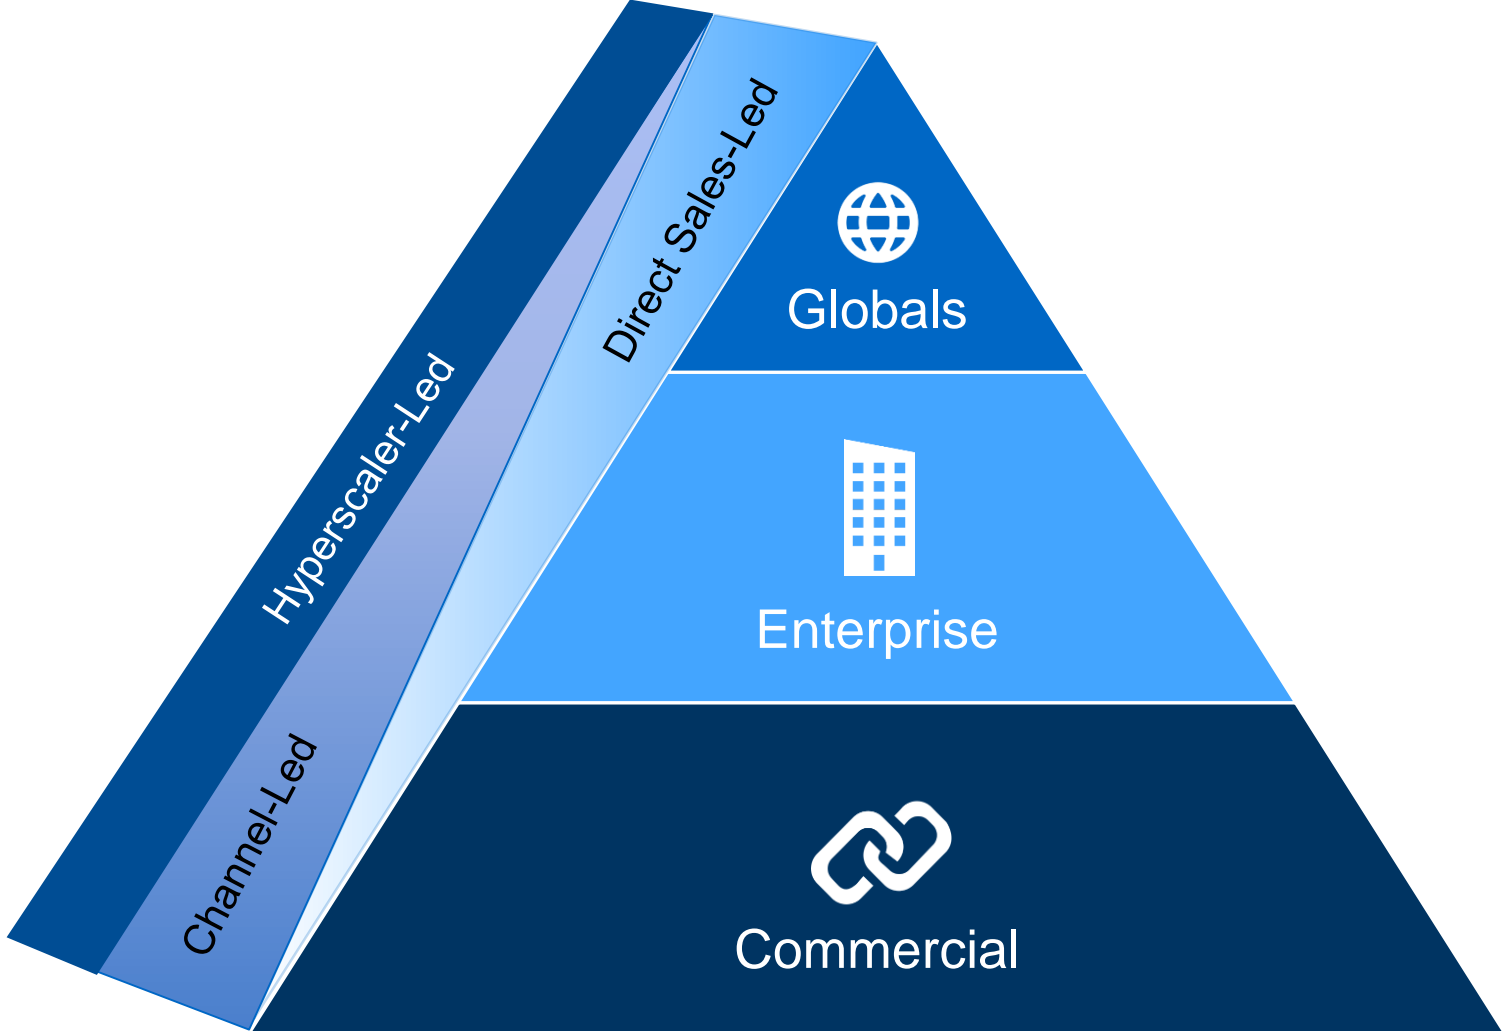 Hyperscaler-Led
Channel-Led
Direct Sales-Led
Globals
Enterprise
Commercial